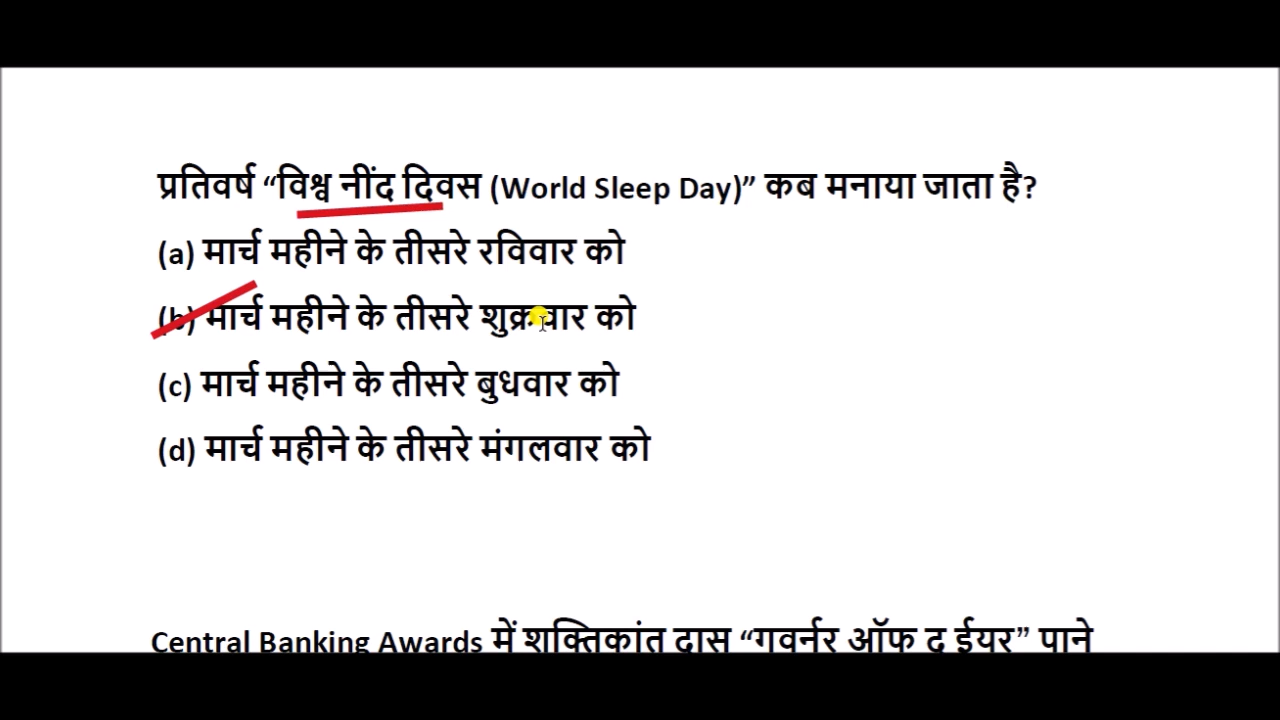 प्रतिवर्ष “विश्व नींद दिवस (World Sleep Day)” कब मनाया जाता है?
(a) मार्च महीने के तीसरे रविवार को
(b) मार्च महीने के तीसरे शुक्रवार को
(c) मार्च महीने के तीसरे बुधवार को
(d) मार्च महीने के तीसरे मंगलवार को
Central Banking Awards में शक्तिकांत दास “गवर्नर ऑफ द ईयर” पाने